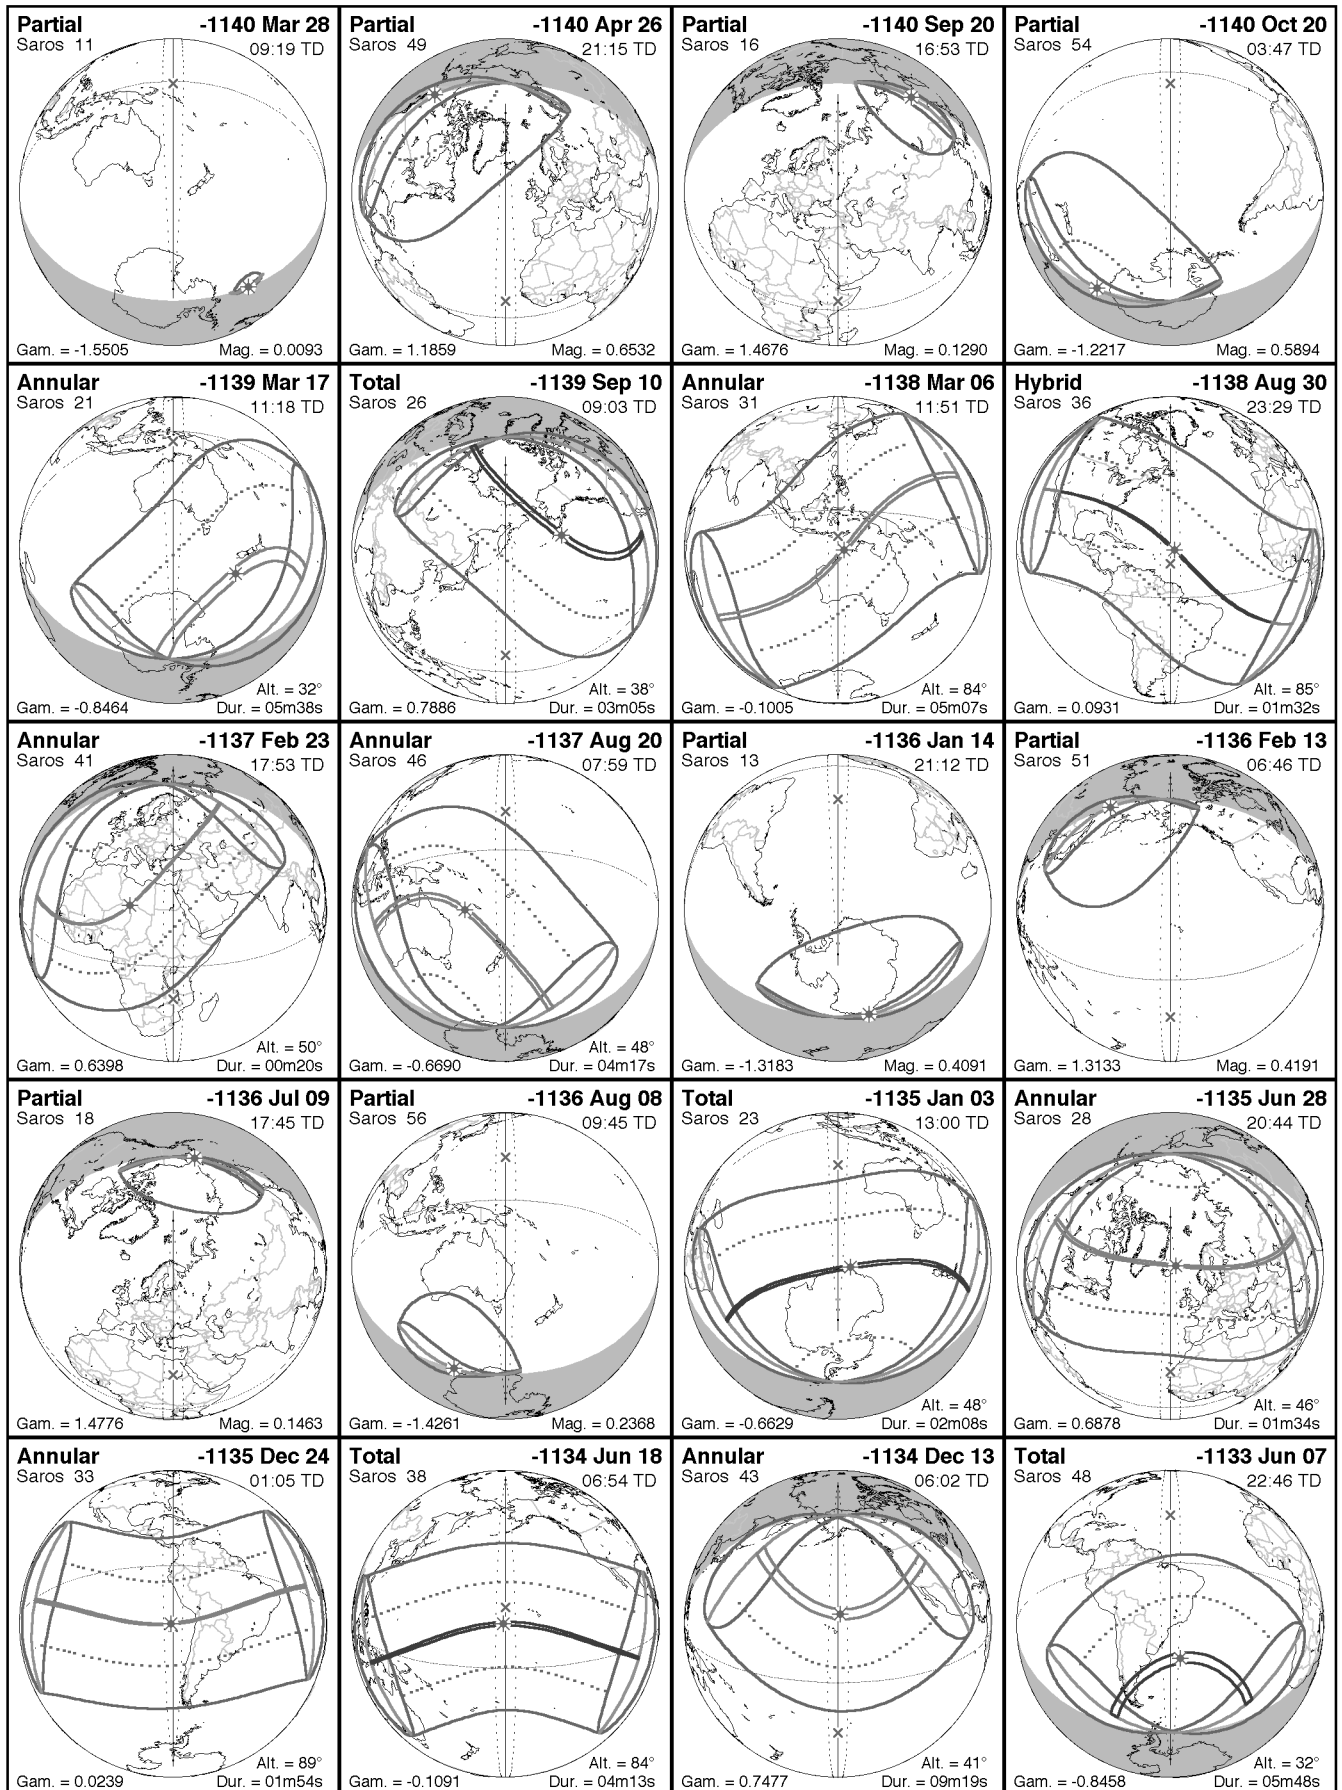 Partial -1140 Mar 28
Saros 11 09:19 TD
Gam. = -1.5505 Mag. = 0.0093
Partial -1140 Apr 26
Saros 49 21:15 TD
Gam. = 1.1859 Mag. = 0.6532
Partial -1140 Sep 20
Saros 16 16:53 TD
Gam. = 1.4676 Mag. = 0.1290
Partial -1140 Oct 20
Saros 54 03:47 TD
Gam. = -1.2217 Mag. = 0.5894
Annular -1139 Mar 17
Saros 21 11:18 TD
Alt. = 32°
Gam. = -0.8464 Dur. = 05m38s
Total -1139 Sep 10
Saros 26 09:03 TD
Alt. = 38°
Gam. = 0.7886 Dur. = 03m05s
Annular -1138 Mar 06
Saros 31 11:51 TD
Alt. = 84°
Gam. = -0.1005 Dur. = 05m07s
Hybrid -1138 Aug 30
Saros 36 23:29 TD
Alt. = 85°
Gam. = 0.0931 Dur. = 01m32s
Annular -1137 Feb 23
Saros 41 17:53 TD
Alt. = 50°
Gam. = 0.6398 Dur. = 00m20s
Annular -1137 Aug 20
Saros 46 07:59 TD
Alt. = 48°
Gam. = -0.6690 Dur. = 04m17s
Partial -1136 Jan 14
Saros 13 21:12 TD
Gam. = -1.3183 Mag. = 0.4091
Partial -1136 Feb 13
Saros 51 06:46 TD
Gam. = 1.3133 Mag. = 0.4191
Partial -1136 Jul 09
Saros 18 17:45 TD
Gam. = 1.4776 Mag. = 0.1463
Partial -1136 Aug 08
Saros 56 09:45 TD
Gam. = -1.4261 Mag. = 0.2368
Total -1135 Jan 03
Saros 23 13:00 TD
Alt. = 48°
Gam. = -0.6629 Dur. = 02m08s
Annular -1135 Jun 28
Saros 28 20:44 TD
Alt. = 46°
Gam. = 0.6878 Dur. = 01m34s
Annular -1135 Dec 24
Saros 33 01:05 TD
Alt. = 89°
Gam. = 0.0239 Dur. = 01m54s
Total -1134 Jun 18
Saros 38 06:54 TD
Alt. = 84°
Gam. = -0.1091 Dur. = 04m13s
Annular -1134 Dec 13
Saros 43 06:02 TD
Alt. = 41°
Gam. = 0.7477 Dur. = 09m19s
Total -1133 Jun 07
Saros 48 22:46 TD
Alt. = 32°
Gam. = -0.8458 Dur. = 05m48s